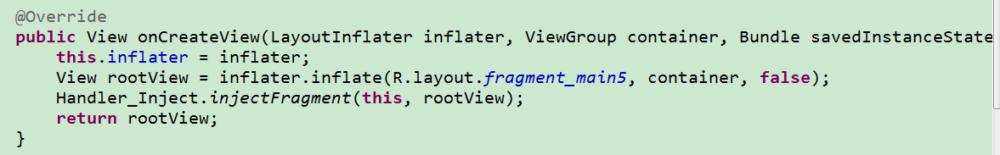 @Override
public View onCreateView(LayoutInflater inflater, ViewGroup container, Bundle savedInstanceState
    this.inflater = inflater;
    View rootView = inflater.inflate(R.layout.fragment_main5, container, false);
    Handler_Inject.injectFragment(this, rootView);
    return rootView;
}